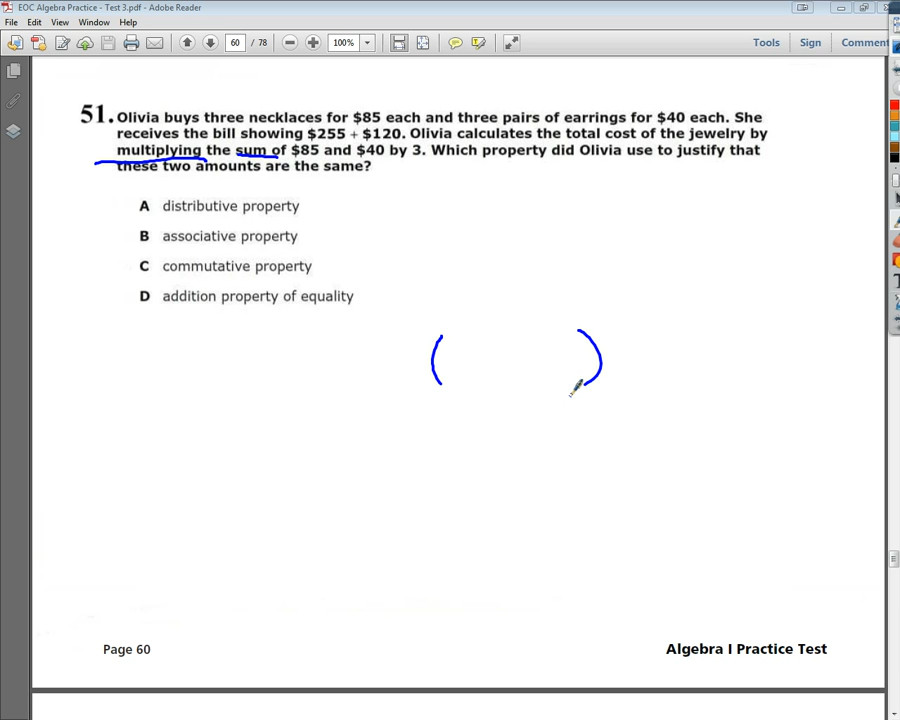 EOC Algebra Practice - Test 3.pdf - Adobe Reader
File Edit View Window Help
60 / 78 100% Tools Sign Comment
51. Olivia buys three necklaces for $85 each and three pairs of earrings for $40 each. She
receives the bill showing $255 + $120. Olivia calculates the total cost of the jewelry by
multiplying the sum of $85 and $40 by 3. Which property did Olivia use to justify that
these two amounts are the same?
A distributive property
B associative property
C commutative property
D addition property of equality
( )
Page 60 Algebra I Practice Test